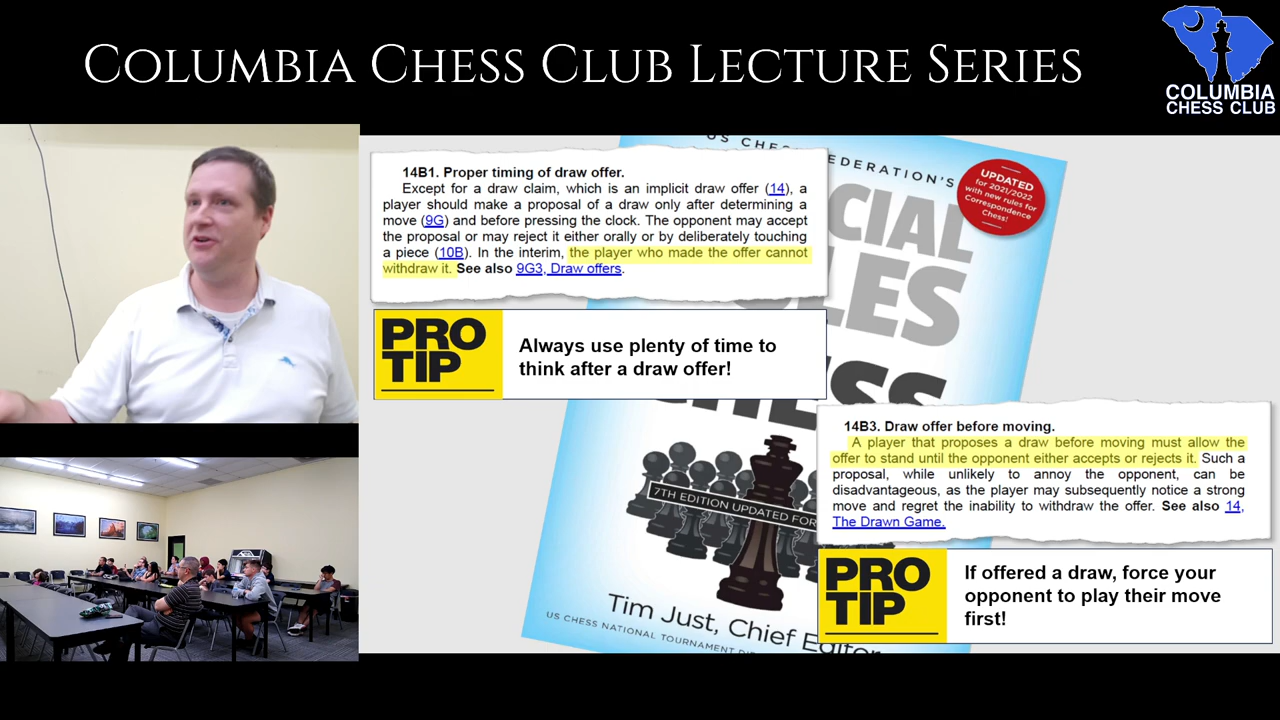 COLUMBIA CHESS CLUB LECTURE SERIES
COLUMBIA
CHESS CLUB
US CHE
EDERATION'S
UPDATED
for 2021/2022
with new rules for
Correspondence
Chess!
14B1. Proper timing of draw offer.
Except for a draw claim, which is an implicit draw offer (14), a
player should make a proposal of a draw only after determining a
move (9G) and before pressing the clock. The opponent may accept
the proposal or may reject it either orally or by deliberately touching
a piece (10B). In the interim, the player who made the offer cannot
withdraw it. See also 9G3, Draw offers.
CIAL
LES
PRO
TIP
Always use plenty of time to
think after a draw offer!
CHESS
14B3. Draw offer before moving.
A player that proposes a draw before moving must allow the
offer to stand until the opponent either accepts or rejects it. Such a
proposal, while unlikely to annoy the opponent, can be
disadvantageous, as the player may subsequently notice a strong
move and regret the inability to withdraw the offer. See also 14,
The Drawn Game.
7TH EDITION UPDATED FOR
PRO
TIP
If offered a draw, force your
opponent to play their move
first!
Tim Just, Chief Editor
US CHESS NATIONAL TOURNAMENT DI